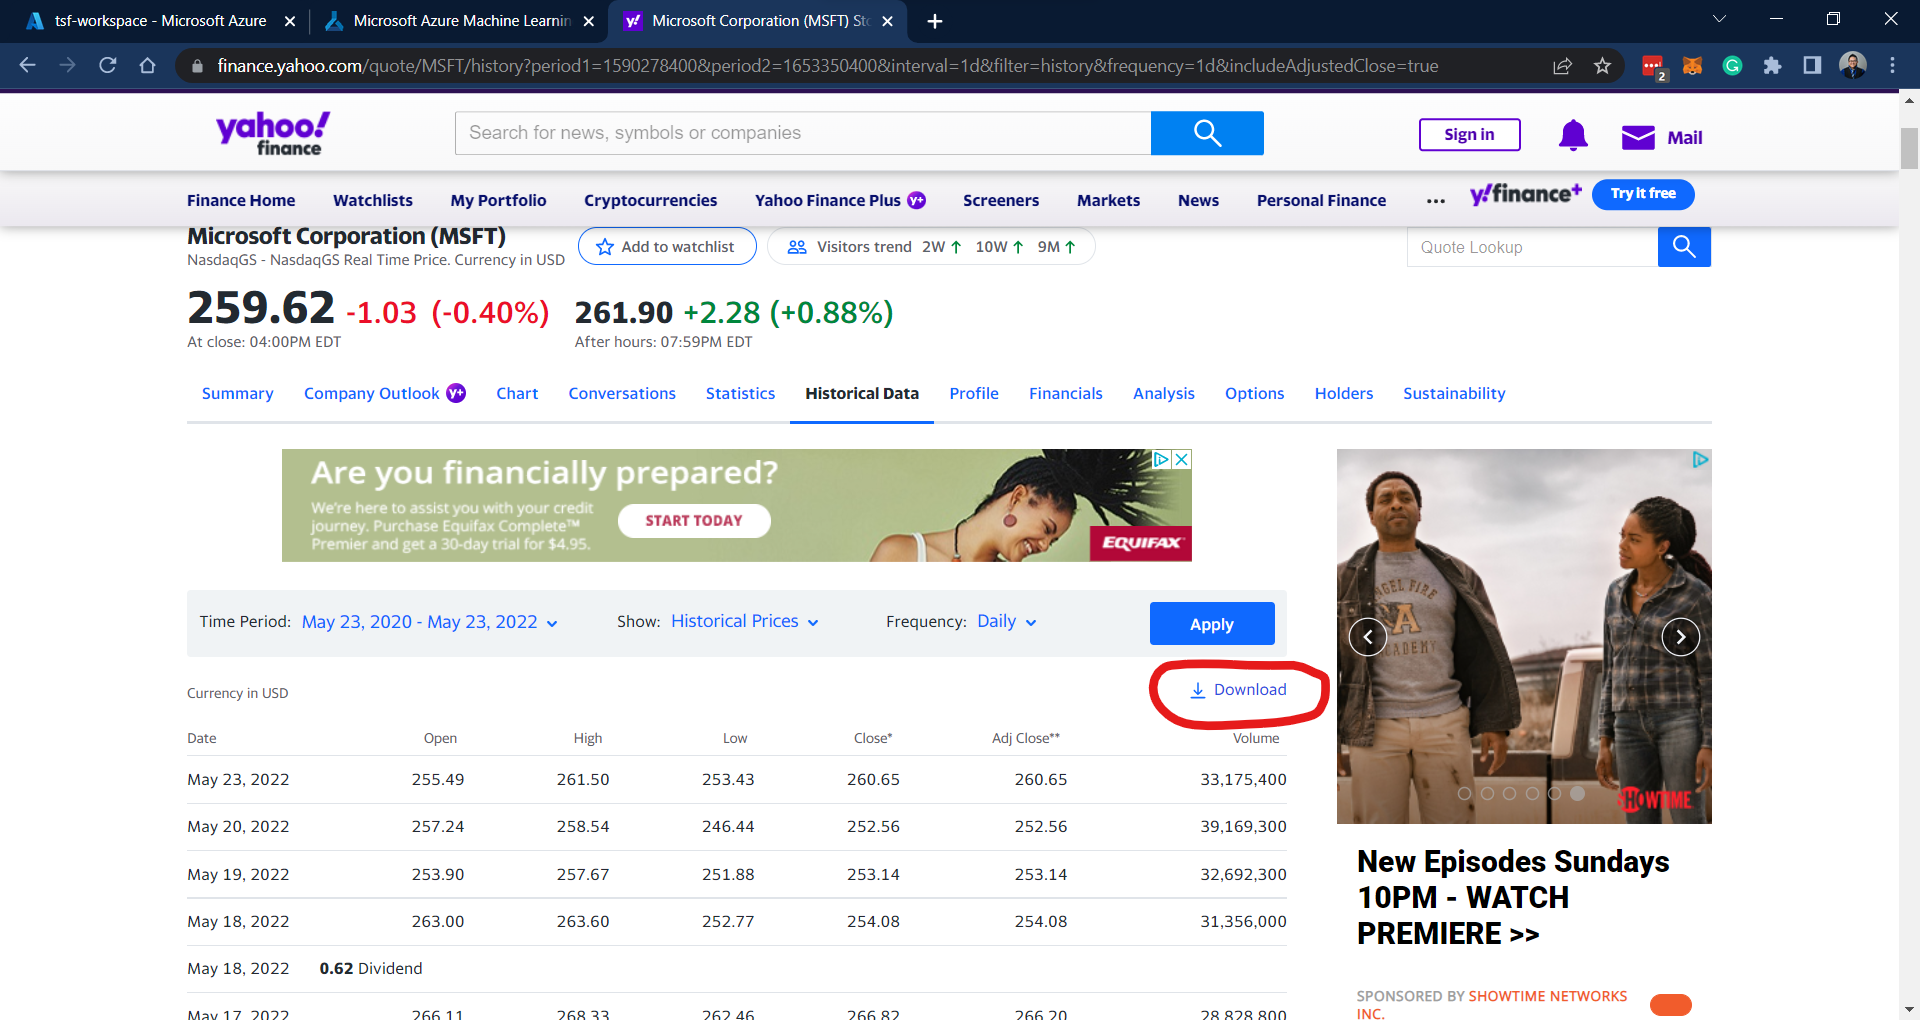 tsf-workspace - Microsoft Azure
Microsoft Azure Machine Learnin
Microsoft Corporation (MSFT) Sto
finance.yahoo.com/quote/MSFT/history?period1=1590278400&period2=1653350400&interval=1d&filter=history&frequency=1d&includeAdjustedClose=true
2
yahoo!
finance
Search for news, symbols or companies
Sign in
Mail
Finance Home
Watchlists
My Portfolio
Cryptocurrencies
Yahoo Finance Plus y+
Screeners
Markets
News
Personal Finance
...
y!finance+
Try it free
Microsoft Corporation (MSFT)
NasdaqGS - NasdaqGS Real Time Price. Currency in USD
Add to watchlist
Visitors trend 2W ↑ 10W ↑ 9M ↑
Quote Lookup
259.62 -1.03 (-0.40%)
At close: 04:00PM EDT
261.90 +2.28 (+0.88%)
After hours: 07:59PM EDT
Summary
Company Outlook y+
Chart
Conversations
Statistics
Historical Data
Profile
Financials
Analysis
Options
Holders
Sustainability
Are you financially prepared?
We're here to assist you with your credit
journey. Purchase Equifax Complete™
Premier and get a 30-day trial for $4.95.
START TODAY
EQUIFAX
Time Period: May 23, 2020 - May 23, 2022
Show: Historical Prices
Frequency: Daily
Apply
Currency in USD
Download
Date Open High Low Close* Adj Close** Volume
May 23, 2022 255.49 261.50 253.43 260.65 260.65 33,175,400
May 20, 2022 257.24 258.54 246.44 252.56 252.56 39,169,300
May 19, 2022 253.90 257.67 251.88 253.14 253.14 32,692,300
May 18, 2022 263.00 263.60 252.77 254.08 254.08 31,356,000
May 18, 2022 0.62 Dividend
May 17, 2022 266.11 268.33 262.46 266.82 266.20 28,828,800
NGEL FIRE
A
ACADEMY
SHOWTIME
New Episodes Sundays
10PM - WATCH
PREMIERE >>
SPONSORED BY SHOWTIME NETWORKS
INC.